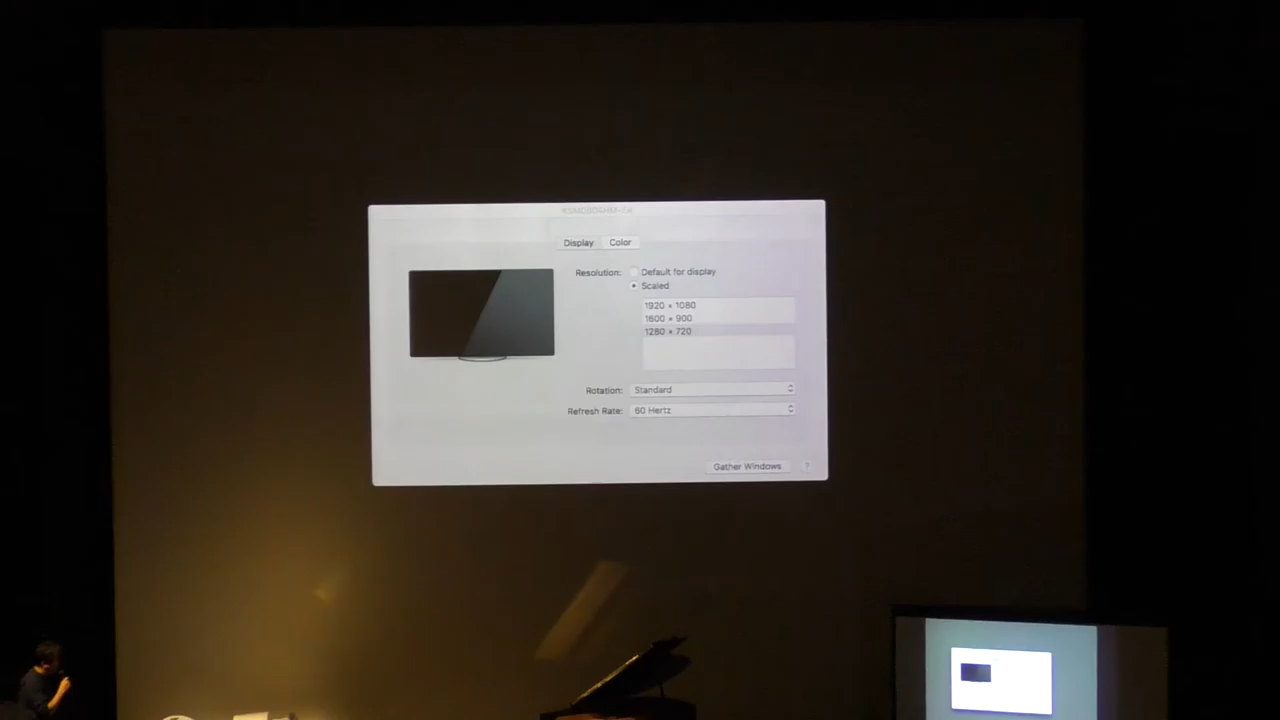 Display Color
Resolution: Default for display
Scaled
1920 × 1080
1600 × 900
1280 × 720
Rotation: Standard
Refresh Rate: 60 Hertz
Gather Windows ?